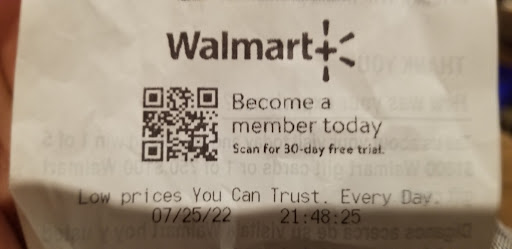 Walmart+
Become a
member today
Scan for 30-day free trial.
Low prices You Can Trust. Every Day.
07/25/22 21:48:25